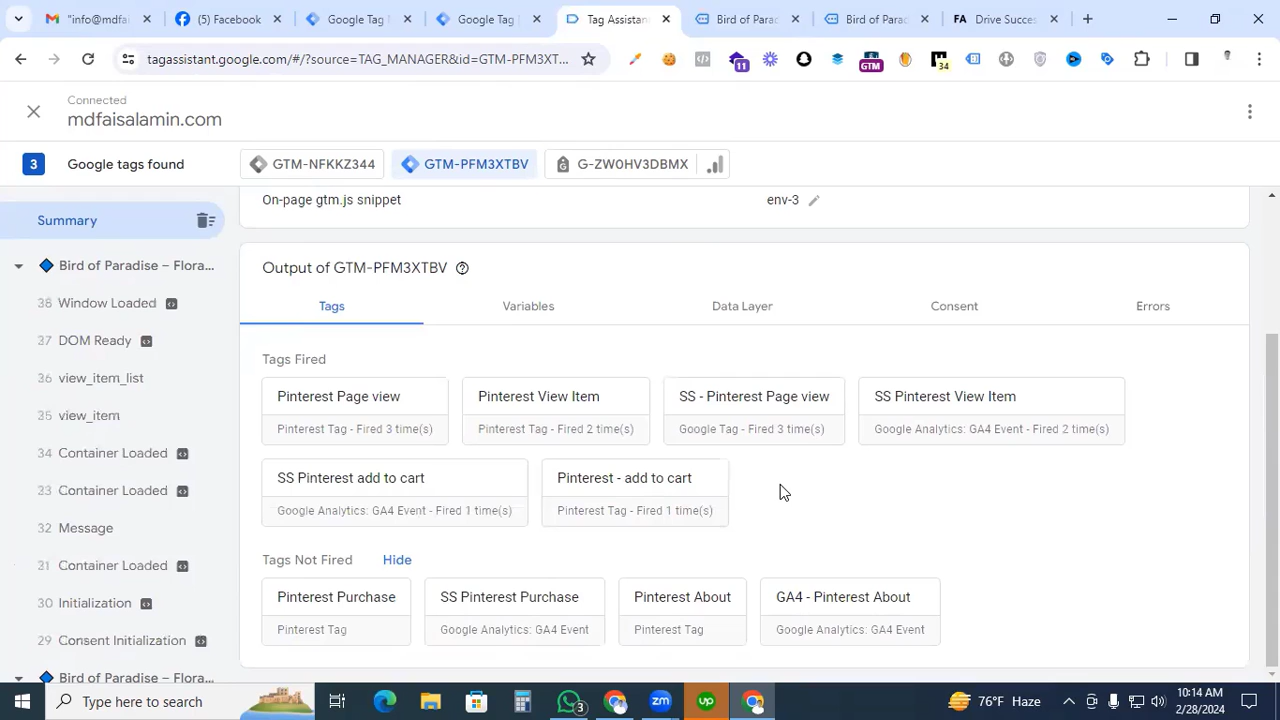 "info@mdfai
(5) Facebook
Google Tag
Google Tag
Tag Assistan
Bird of Parad
Bird of Parad
Drive Succes
tagassistant.google.com/#/?source=TAG_MANAGER&id=GTM-PFM3XT...
11
GTM
34
Connected
mdfaisalamin.com
3
Google tags found
GTM-NFKKZ344
GTM-PFM3XTBV
G-ZW0HV3DBMX
Summary
On-page gtm.js snippet
env-3
Bird of Paradise – Flora...
38 Window Loaded
37 DOM Ready
36 view_item_list
35 view_item
34 Container Loaded
33 Container Loaded
32 Message
31 Container Loaded
30 Initialization
29 Consent Initialization
Bird of Paradise – Flora...
Output of GTM-PFM3XTBV
Tags
Variables
Data Layer
Consent
Errors
Tags Fired
Pinterest Page view
Pinterest Tag - Fired 3 time(s)
Pinterest View Item
Pinterest Tag - Fired 2 time(s)
SS - Pinterest Page view
Google Tag - Fired 3 time(s)
SS Pinterest View Item
Google Analytics: GA4 Event - Fired 2 time(s)
SS Pinterest add to cart
Google Analytics: GA4 Event - Fired 1 time(s)
Pinterest - add to cart
Pinterest Tag - Fired 1 time(s)
Tags Not Fired
Hide
Pinterest Purchase
Pinterest Tag
SS Pinterest Purchase
Google Analytics: GA4 Event
Pinterest About
Pinterest Tag
GA4 - Pinterest About
Google Analytics: GA4 Event
Type here to search
3
up
76°F Haze
10:14 AM
2/28/2024